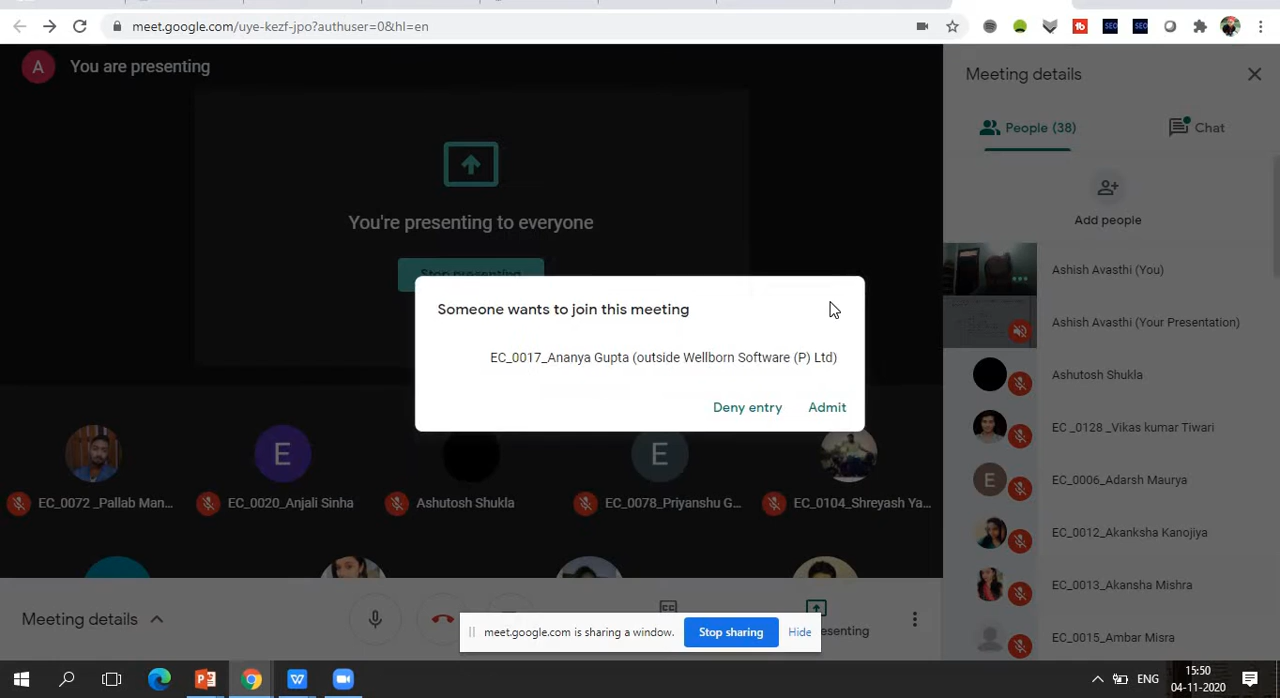 meet.google.com/uye-kezf-jpo?authuser=0&hl=en
SEO
SEO
A
You are presenting
Meeting details
People (38)
Chat
Add people
You're presenting to everyone
Stop presenting
Someone wants to join this meeting
EC_0017_Ananya Gupta (outside Wellborn Software (P) Ltd)
Deny entry
Admit
Ashish Avasthi (You)
Ashish Avasthi (Your Presentation)
Ashutosh Shukla
EC _0128 _Vikas kumar Tiwari
E
EC_0006_Adarsh Maurya
EC_0012_Akanksha Kanojiya
EC_0013_Akansha Mishra
EC_0015_Ambar Misra
E
E
EC_0072 _Pallab Man...
EC_0020_Anjali Sinha
Ashutosh Shukla
EC_0078_Priyanshu G...
EC_0104_Shreyash Ya...
Meeting details
esenting
meet.google.com is sharing a window.
Stop sharing
Hide
ENG
15:50
04-11-2020